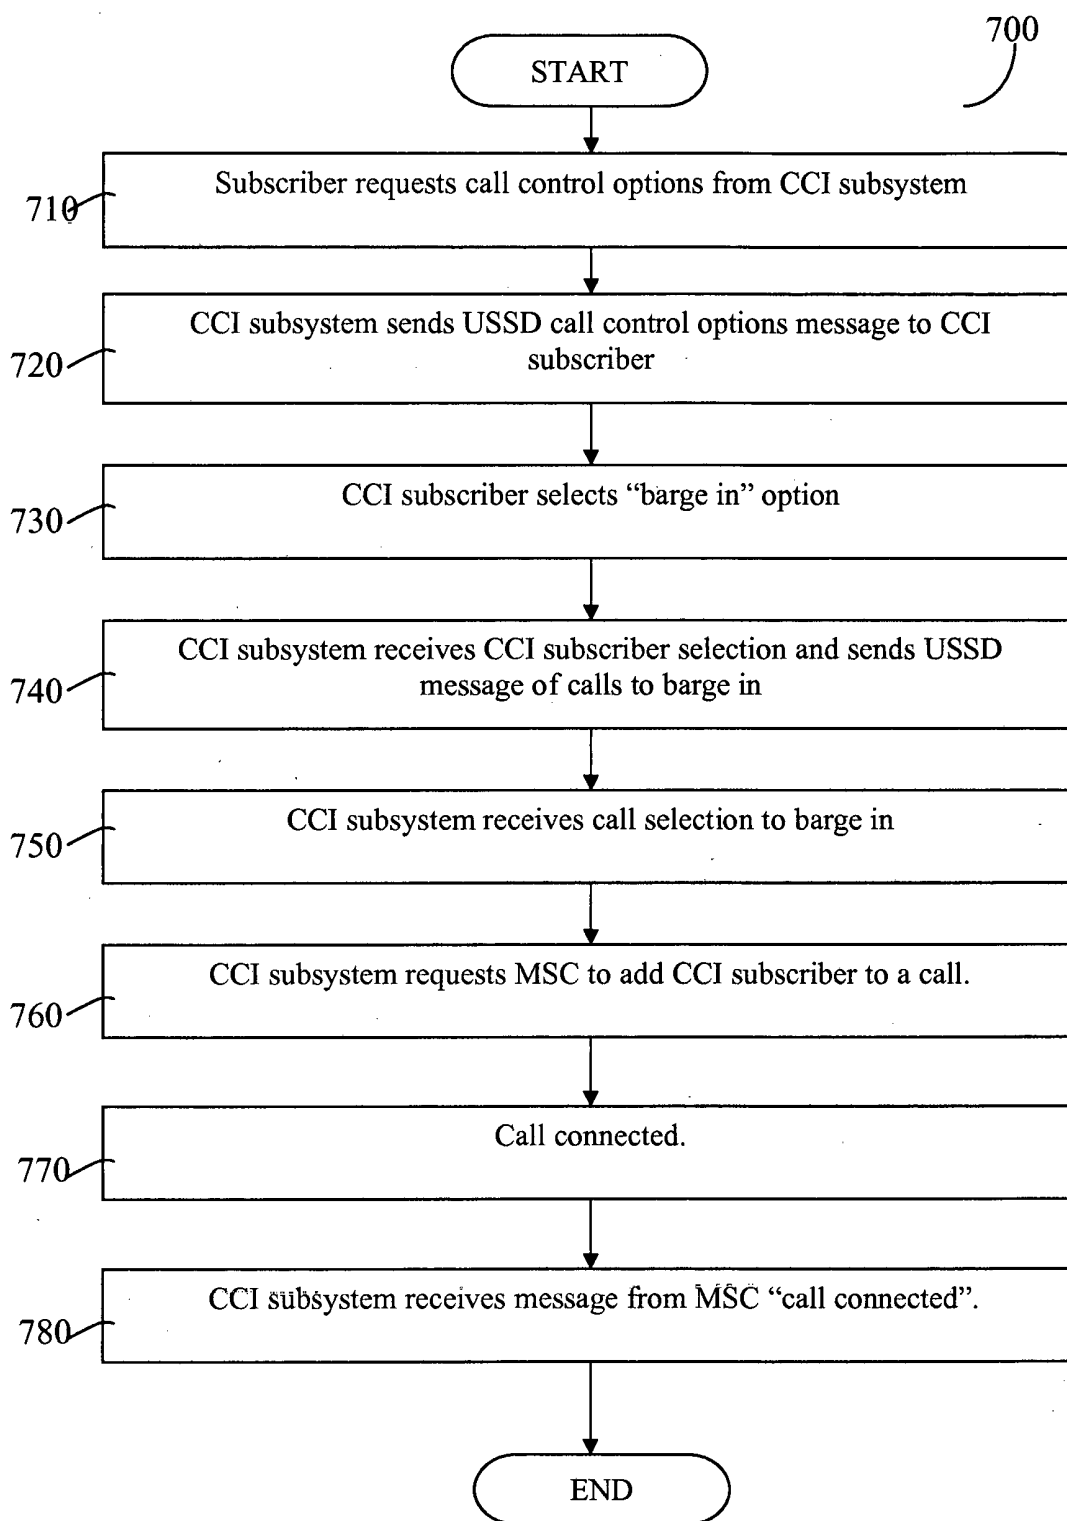 700
START
Subscriber requests call control options from CCI subsystem
710
CCI subsystem sends USSD call control options message to CCI
subscriber
720
CCI subscriber selects “barge in” option
730
CCI subsystem receives CCI subscriber selection and sends USSD
message of calls to barge in
740
CCI subsystem receives call selection to barge in
750
CCI subsystem requests MSC to add CCI subscriber to a call.
760
Call connected.
770
CCI subsystem receives message from MSC “call connected”.
780
END